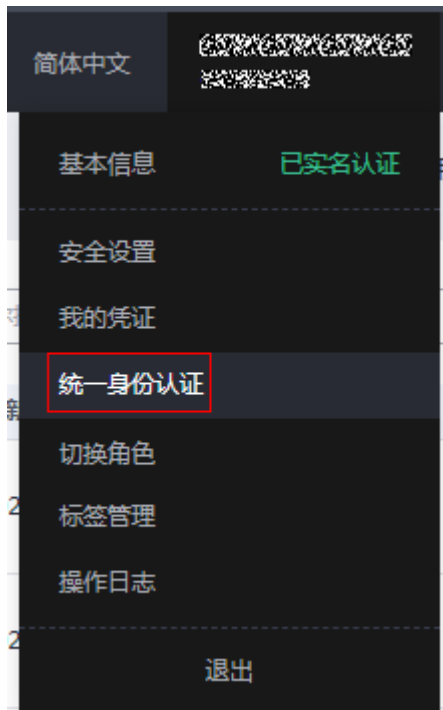 简体中文
基本信息 已实名认证
安全设置
我的凭证
统一身份认证
切换角色
标签管理
操作日志
退出